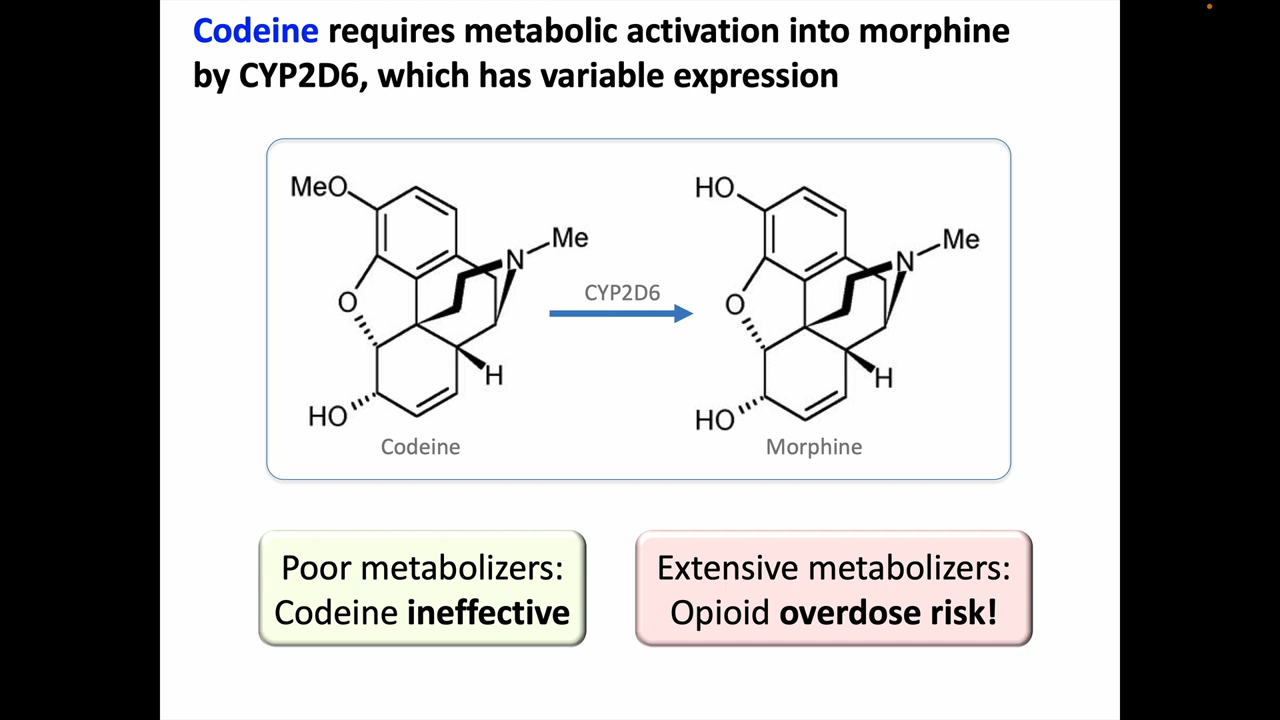 Codeine requires metabolic activation into morphine
by CYP2D6, which has variable expression
MeO
N
Me
O
H
HO
Codeine
CYP2D6
HO
N
Me
O
H
HO
Morphine
Poor metabolizers:
Codeine ineffective
Extensive metabolizers:
Opioid overdose risk!